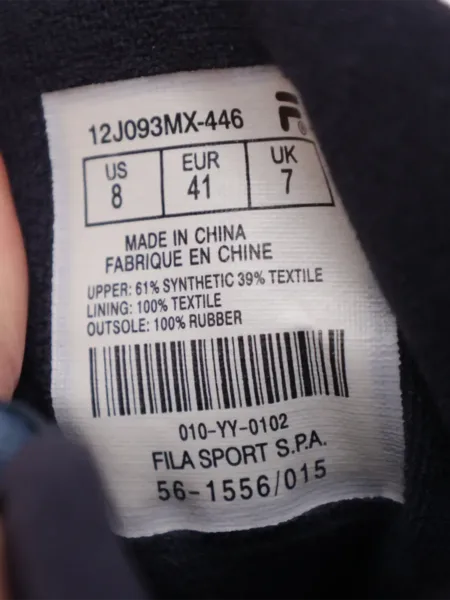 12J093MX-446
US EUR UK
8 41 7
MADE IN CHINA
FABRIQUE EN CHINE
UPPER: 61% SYNTHETIC 39% TEXTILE
LINING: 100% TEXTILE
OUTSOLE: 100% RUBBER
010-YY-0102
FILA SPORT S.P.A.
56-1556/015